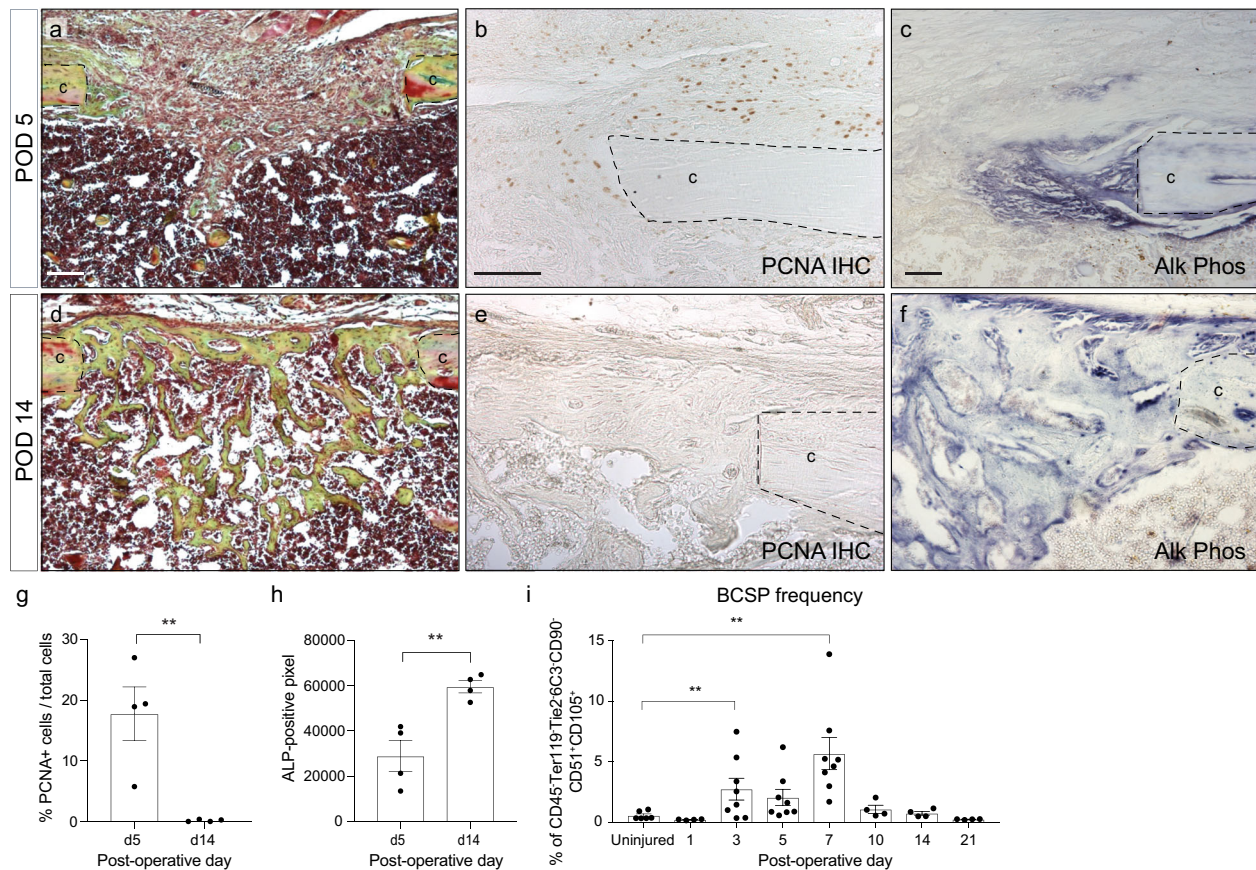 POD 5
a
c
c
b
c
PCNA IHC
c
c
Alk Phos
POD 14
d
c
c
e
c
PCNA IHC
f
c
Alk Phos
g
**
% PCNA+ cells / total cells
30
20
10
0
d5
d14
Post-operative day
h
**
ALP-positive pixel
80000
60000
40000
20000
0
d5
d14
Post-operative day
i
BCSP frequency
**
**
% of CD45-Ter119-Tie2-6C3-CD90-
CD51+CD105+
15
10
5
0
Uninjured 1 3 5 7 10 14 21
Post-operative day